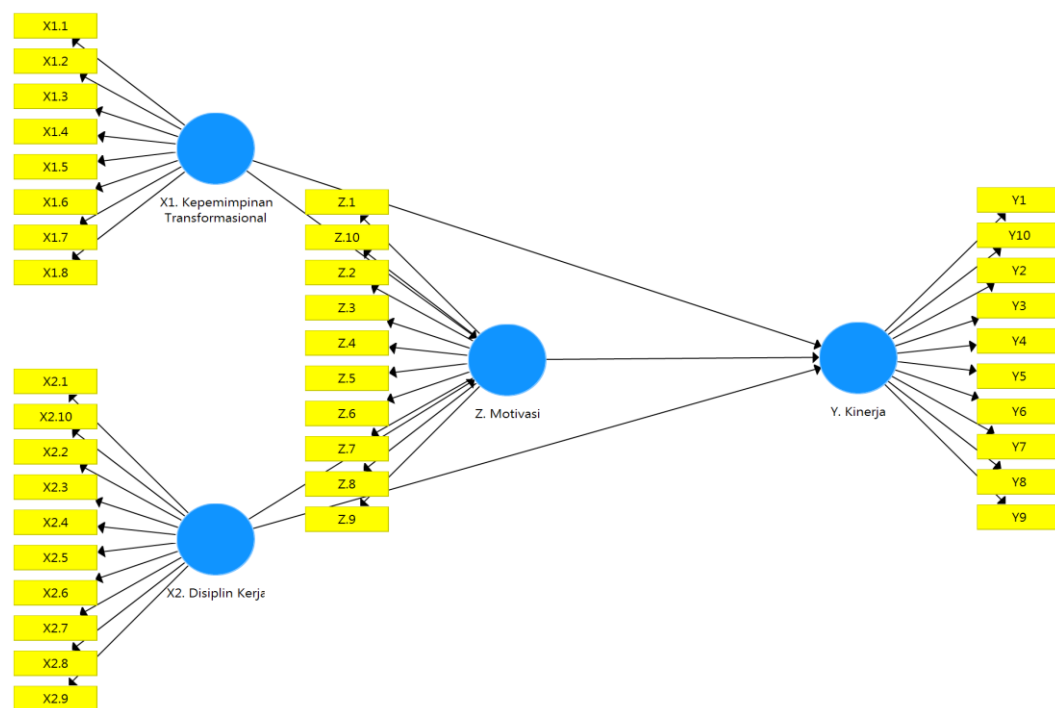 X1.1
X1.2
X1.3
X1.4
X1.5
X1.6
X1.7
X1.8
X1. Kepemimpinan
Transformasional
X2.1
X2.10
X2.2
X2.3
X2.4
X2.5
X2.6
X2.7
X2.8
X2.9
X2. Disiplin Kerja
Z.1
Z.10
Z.2
Z.3
Z.4
Z.5
Z.6
Z.7
Z.8
Z.9
Z. Motivasi
Y. Kinerja
Y1
Y10
Y2
Y3
Y4
Y5
Y6
Y7
Y8
Y9